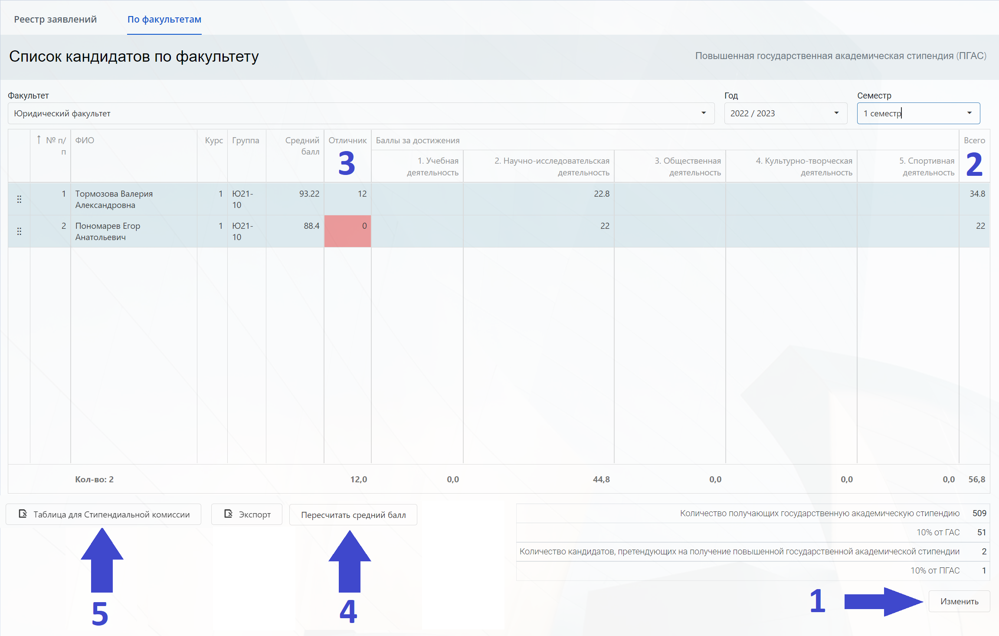 Реестр заявлений
По факультетам
Список кандидатов по факультету
Повышенная государственная академическая стипендия (ПГАС)
Факультет
Год
Семестр
Юридический факультет
2022 / 2023
1 семестр
↑ № п/
п
ФИО
Курс
Группа
Средний
балл
Отличник
3
Баллы за достижения
1. Учебная
деятельность
2. Научно-исследовательская
деятельность
3. Общественная
деятельность
4. Культурно-творческая
деятельность
5. Спортивная
деятельность
Всего
2
1 Тормозова Валерия 1 Ю21- 93.22 12 22.8 34.8
Александровна 10
2 Пономарев Егор 1 Ю21- 88.4 0 22 22
Анатольевич 10
Кол-во: 2 12,0 0,0 44,8 0,0 0,0 0,0 56,8
Таблица для Стипендиальной комиссии
Экспорт
Пересчитать средний балл
Количество получающих государственную академическую стипендию 509
10% от ГАС 51
Количество кандидатов, претендующих на получение повышенной государственной академической стипендии 2
10% от ПГАС 1
5
4
1
Изменить